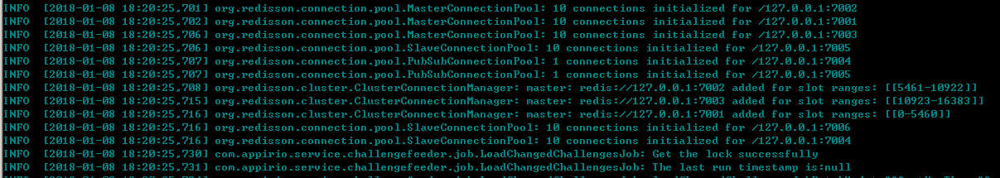 INFO  [2018-01-08 18:20:25,701] org.redisson.connection.pool.MasterConnectionPool: 10 connections initialized for /127.0.0.1:7002
INFO  [2018-01-08 18:20:25,702] org.redisson.connection.pool.MasterConnectionPool: 10 connections initialized for /127.0.0.1:7001
INFO  [2018-01-08 18:20:25,706] org.redisson.connection.pool.MasterConnectionPool: 10 connections initialized for /127.0.0.1:7003
INFO  [2018-01-08 18:20:25,706] org.redisson.connection.pool.SlaveConnectionPool: 10 connections initialized for /127.0.0.1:7005
INFO  [2018-01-08 18:20:25,707] org.redisson.connection.pool.PubSubConnectionPool: 1 connections initialized for /127.0.0.1:7004
INFO  [2018-01-08 18:20:25,707] org.redisson.connection.pool.PubSubConnectionPool: 1 connections initialized for /127.0.0.1:7005
INFO  [2018-01-08 18:20:25,708] org.redisson.cluster.ClusterConnectionManager: master: redis://127.0.0.1:7002 added for slot ranges: [[5461-10922]]
INFO  [2018-01-08 18:20:25,715] org.redisson.cluster.ClusterConnectionManager: master: redis://127.0.0.1:7003 added for slot ranges: [[10923-16383]]
INFO  [2018-01-08 18:20:25,716] org.redisson.cluster.ClusterConnectionManager: master: redis://127.0.0.1:7001 added for slot ranges: [[0-5460]]
INFO  [2018-01-08 18:20:25,716] org.redisson.connection.pool.SlaveConnectionPool: 10 connections initialized for /127.0.0.1:7006
INFO  [2018-01-08 18:20:25,716] org.redisson.connection.pool.SlaveConnectionPool: 10 connections initialized for /127.0.0.1:7004
INFO  [2018-01-08 18:20:25,730] com.appirio.service.challengefeeder.job.LoadChangedChallengesJob: Get the lock successfully
INFO  [2018-01-08 18:20:25,731] com.appirio.service.challengefeeder.job.LoadChangedChallengesJob: The last run timestamp is:null